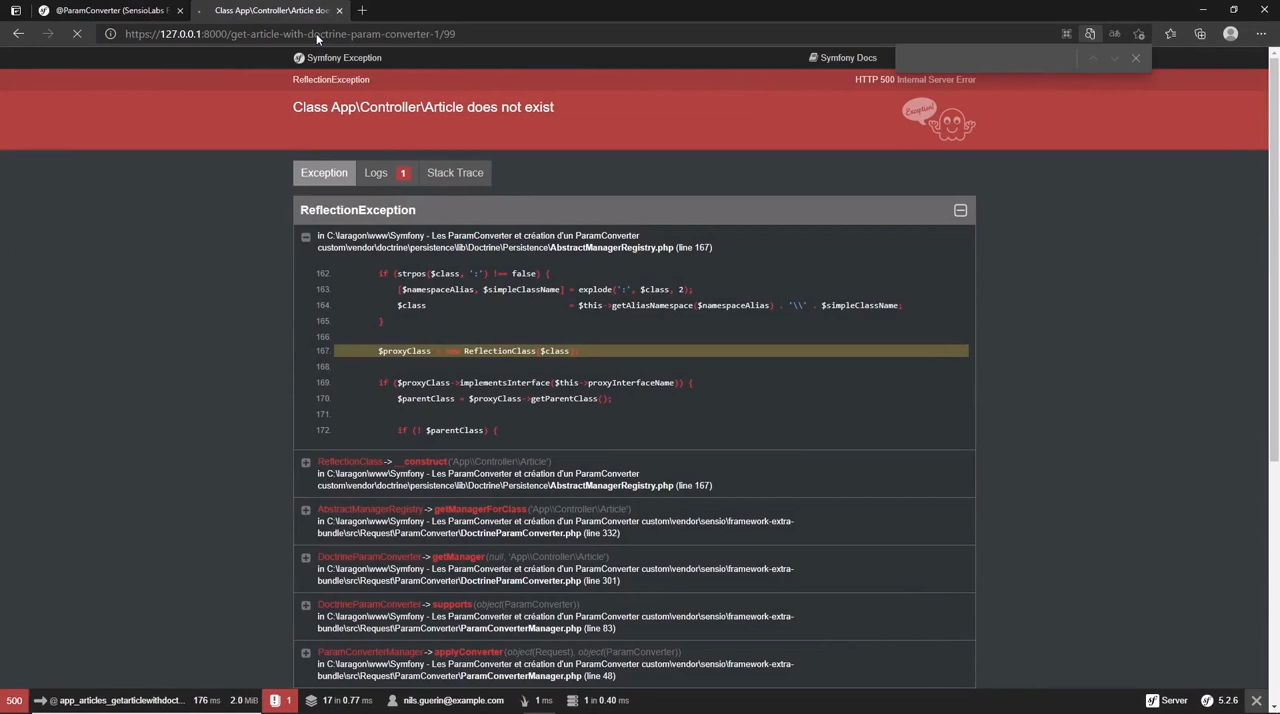 @ParamConverter (SensioLabs F
Class App\Controller\Article does
https://127.0.0.1:8000/get-article-with-doctrine-param-converter-1/99
Symfony Exception
Symfony Docs
ReflectionException
HTTP 500 Internal Server Error
Class App\Controller\Article does not exist
Exception!
Exception
Logs 1
Stack Trace
ReflectionException
in C:\laragon\www\Symfony - Les ParamConverter et création d'un ParamConverter
custom\vendor\doctrine\persistence\lib\Doctrine\Persistence\AbstractManagerRegistry.php (line 167)
162. if (strpos($class, ':') !== false) {
163. [$namespaceAlias, $simpleClassName] = explode(':', $class, 2);
164. $class = $this->getAliasNamespace($namespaceAlias) . '\\' . $simpleClassName;
165. }
166.
167. $proxyClass = new ReflectionClass($class);
168.
169. if ($proxyClass->implementsInterface($this->proxyInterfaceName)) {
170. $parentClass = $proxyClass->getParentClass();
171.
172. if (! $parentClass) {
ReflectionClass-> __construct('App\\Controller\\Article')
in C:\laragon\www\Symfony - Les ParamConverter et création d'un ParamConverter
custom\vendor\doctrine\persistence\lib\Doctrine\Persistence\AbstractManagerRegistry.php (line 167)
AbstractManagerRegistry-> getManagerForClass('App\\Controller\\Article')
in C:\laragon\www\Symfony - Les ParamConverter et création d'un ParamConverter custom\vendor\sensio\framework-extra-
bundle\src\Request\ParamConverter\DoctrineParamConverter.php (line 332)
DoctrineParamConverter-> getManager(null, 'App\\Controller\\Article')
in C:\laragon\www\Symfony - Les ParamConverter et création d'un ParamConverter custom\vendor\sensio\framework-extra-
bundle\src\Request\ParamConverter\DoctrineParamConverter.php (line 301)
DoctrineParamConverter-> supports(object(ParamConverter))
in C:\laragon\www\Symfony - Les ParamConverter et création d'un ParamConverter custom\vendor\sensio\framework-extra-
bundle\src\Request\ParamConverter\ParamConverterManager.php (line 83)
ParamConverterManager-> applyConverter(object(Request), object(ParamConverter))
in C:\laragon\www\Symfony - Les ParamConverter et création d'un ParamConverter custom\vendor\sensio\framework-extra-
bundle\src\Request\ParamConverter\ParamConverterManager.php (line 48)
500 @ app_articles_getarticlewithdoct... 176 ms 2.0 MiB 1 17 in 0.77 ms nils.guerin@example.com 1 ms 1 in 0.40 ms Server 5.2.6